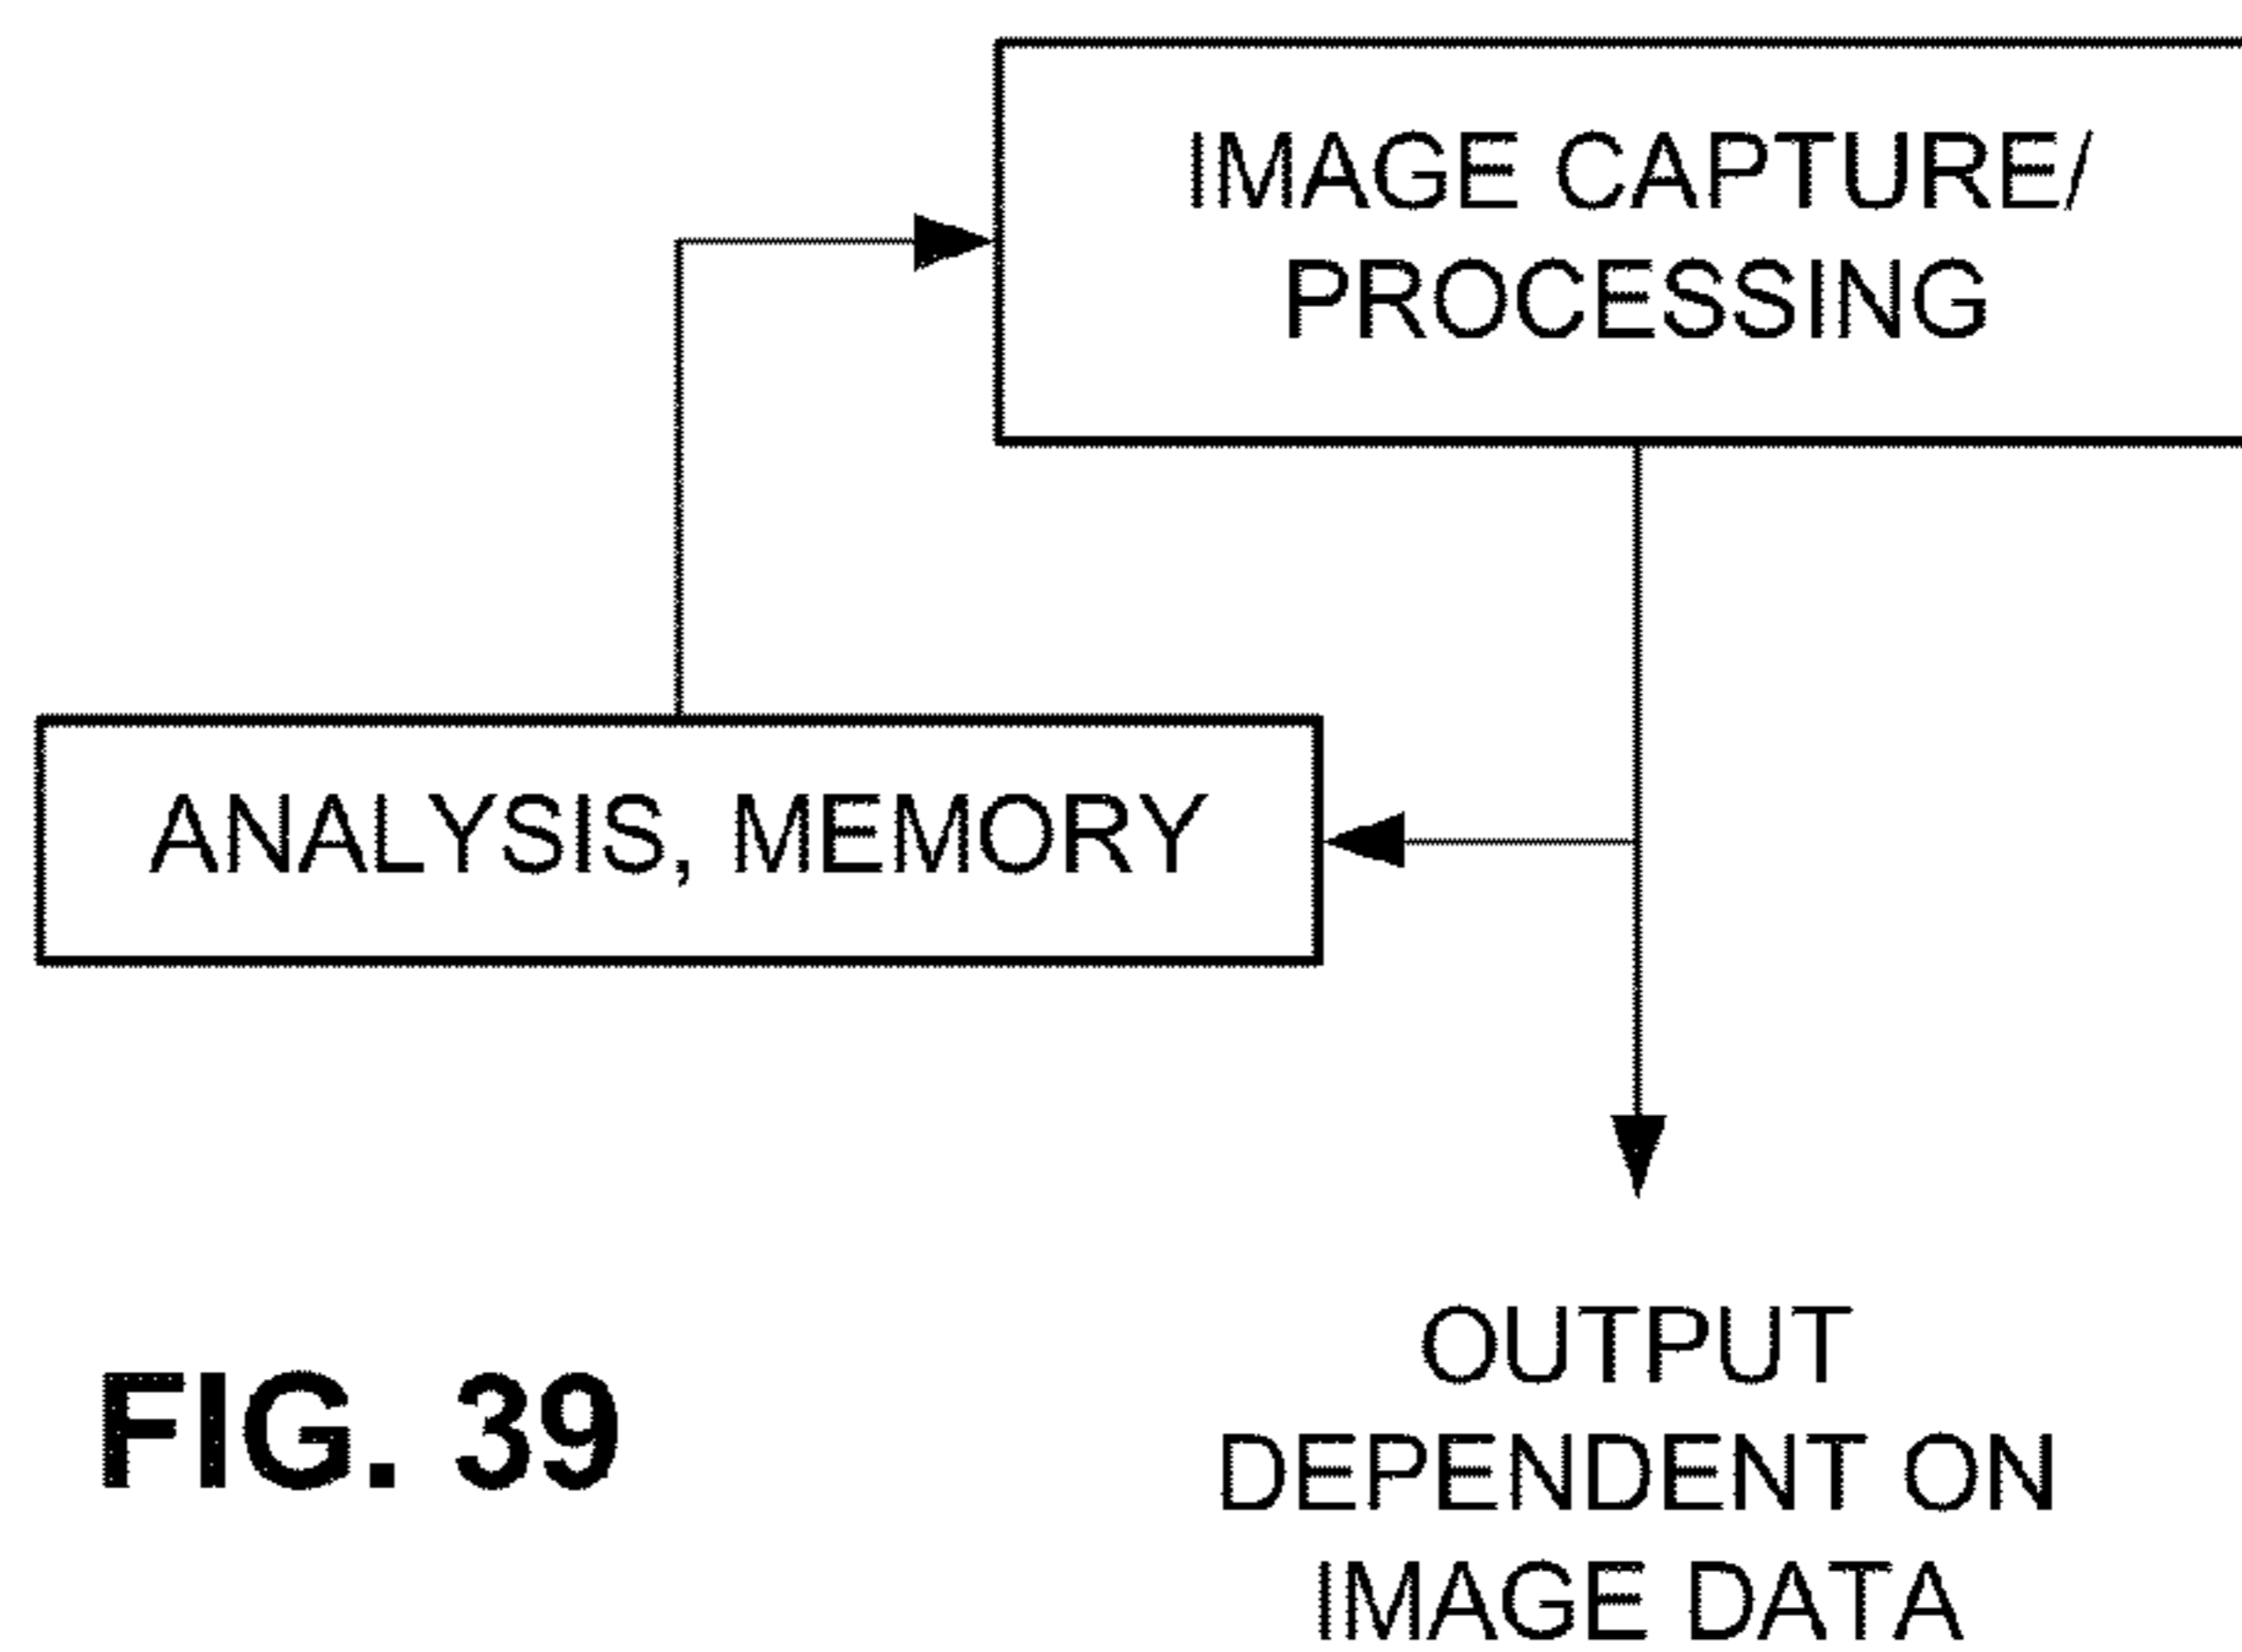 IMAGE CAPTURE/
PROCESSING
ANALYSIS, MEMORY
OUTPUT
DEPENDENT ON
IMAGE DATA
FIG. 39